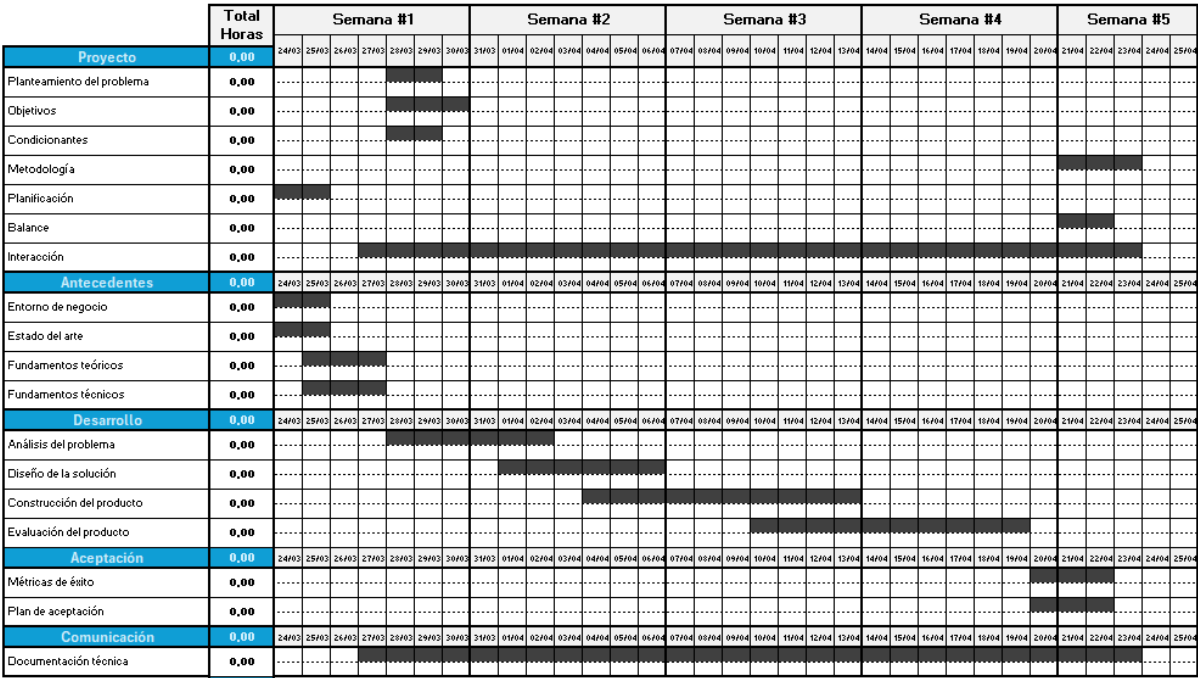 Total Horas Semana #1 Semana #2 Semana #3 Semana #4 Semana #5
24/03 25/03 26/03 27/03 28/03 29/03 30/03 31/03 01/04 02/04 03/04 04/04 05/04 06/04 07/04 08/04 09/04 10/04 11/04 12/04 13/04 14/04 15/04 16/04 17/04 18/04 19/04 20/04 21/04 22/04 23/04 24/04 25/04
Proyecto 0,00
Planteamiento del problema 0,00
Objetivos 0,00
Condicionantes 0,00
Metodología 0,00
Planificación 0,00
Balance 0,00
Interacción 0,00
Antecedentes 0,00 24/03 25/03 26/03 27/03 28/03 29/03 30/03 31/03 01/04 02/04 03/04 04/04 05/04 06/04 07/04 08/04 09/04 10/04 11/04 12/04 13/04 14/04 15/04 16/04 17/04 18/04 19/04 20/04 21/04 22/04 23/04 24/04 25/04
Entorno de negocio 0,00
Estado del arte 0,00
Fundamentos teóricos 0,00
Fundamentos técnicos 0,00
Desarrollo 0,00 24/03 25/03 26/03 27/03 28/03 29/03 30/03 31/03 01/04 02/04 03/04 04/04 05/04 06/04 07/04 08/04 09/04 10/04 11/04 12/04 13/04 14/04 15/04 16/04 17/04 18/04 19/04 20/04 21/04 22/04 23/04 24/04 25/04
Análisis del problema 0,00
Diseño de la solución 0,00
Construcción del producto 0,00
Evaluación del producto 0,00
Aceptación 0,00 24/03 25/03 26/03 27/03 28/03 29/03 30/03 31/03 01/04 02/04 03/04 04/04 05/04 06/04 07/04 08/04 09/04 10/04 11/04 12/04 13/04 14/04 15/04 16/04 17/04 18/04 19/04 20/04 21/04 22/04 23/04 24/04 25/04
Métricas de éxito 0,00
Plan de aceptación 0,00
Comunicación 0,00 24/03 25/03 26/03 27/03 28/03 29/03 30/03 31/03 01/04 02/04 03/04 04/04 05/04 06/04 07/04 08/04 09/04 10/04 11/04 12/04 13/04 14/04 15/04 16/04 17/04 18/04 19/04 20/04 21/04 22/04 23/04 24/04 25/04
Documentación técnica 0,00